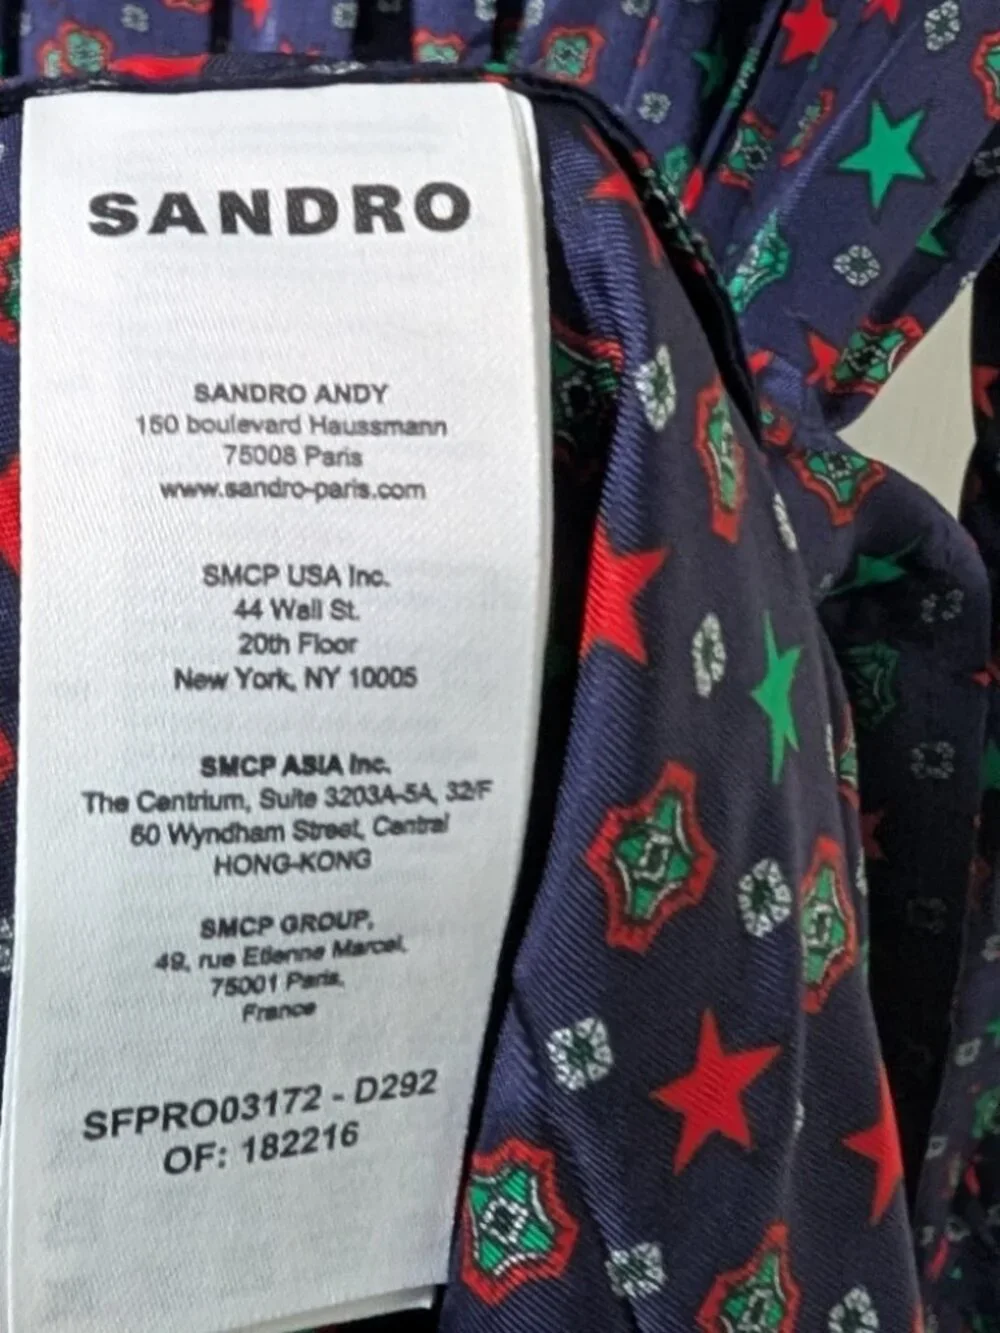 SANDRO
SANDRO ANDY
150 boulevard Haussmann
75008 Paris
www.sandro-paris.com
SMCP USA Inc.
44 Wall St.
20th Floor
New York, NY 10005
SMCP ASIA Inc.
The Centrium, Suite 3203A-5A, 32/F
60 Wyndham Street, Central
HONG-KONG
SMCP GROUP,
49, rue Etienne Marcel,
75001 Paris,
France
SFPRO03172 - D292
OF: 182216